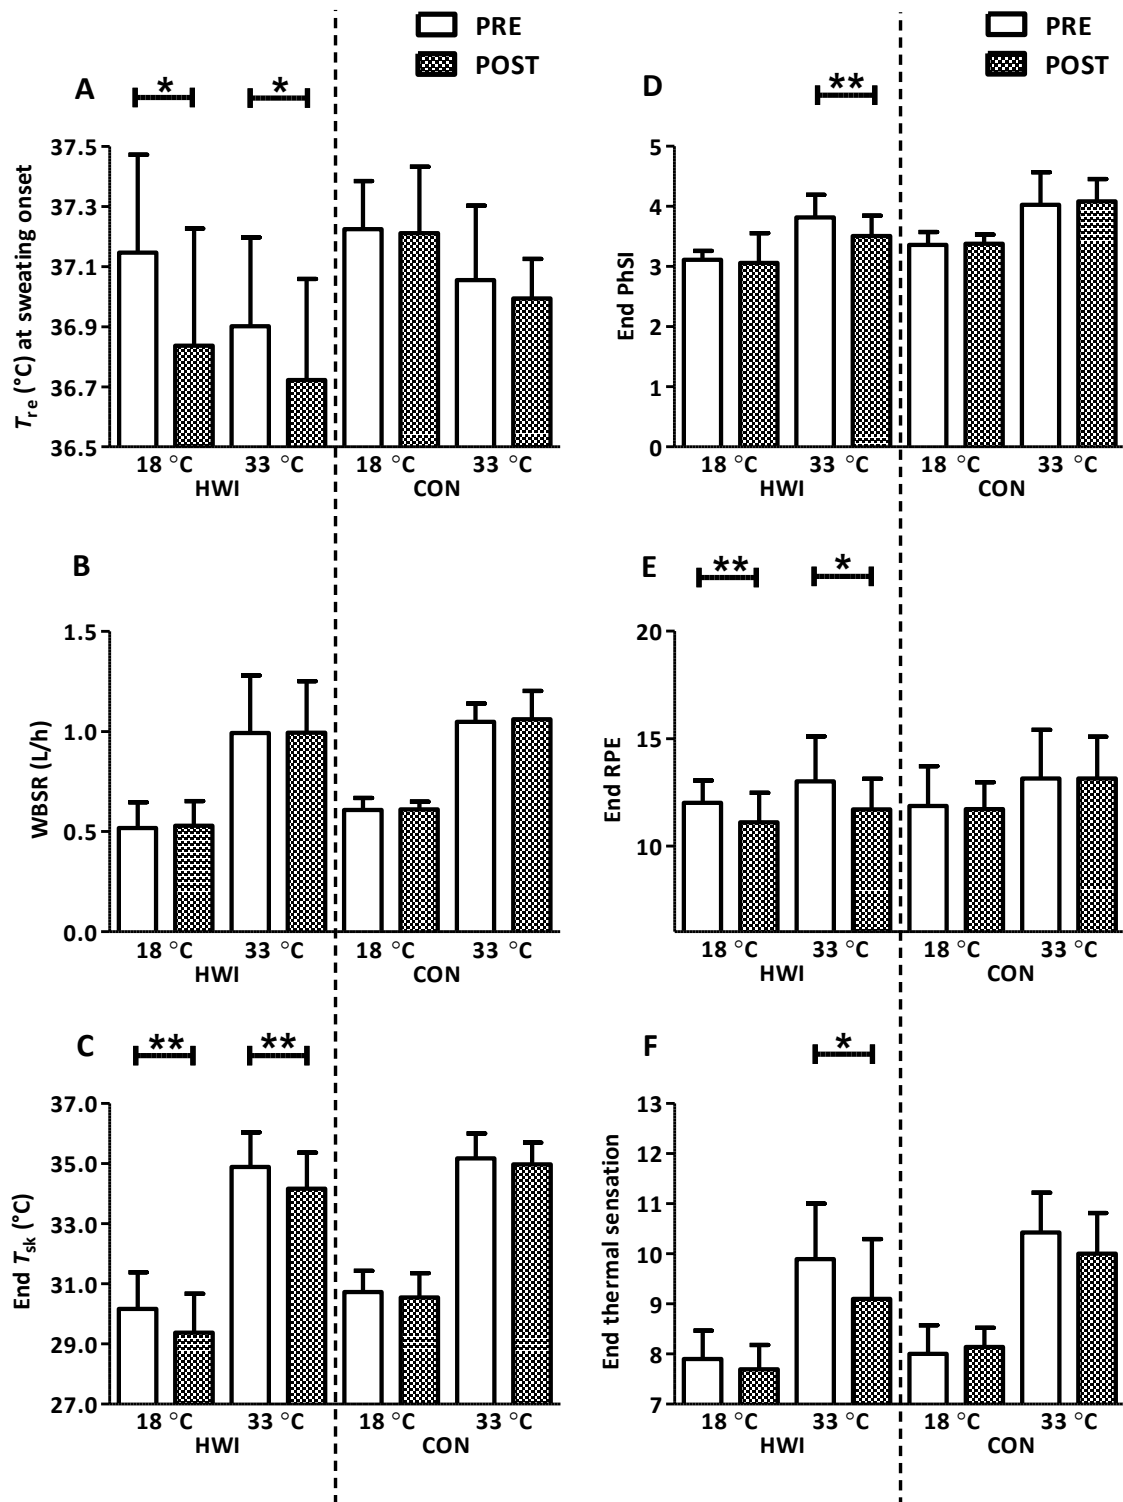 PRE
POST
PRE
POST
A
* *
Tre (°C) at sweating onset
37.5
37.3
37.1
36.9
36.7
36.5
18 °C 33 °C 18 °C 33 °C
HWI CON
D
**
End PhSI
5
4
3
2
1
0
18 °C 33 °C 18 °C 33 °C
HWI CON
B
WBSR (L/h)
1.5
1.0
0.5
0.0
18 °C 33 °C 18 °C 33 °C
HWI CON
E
** *
End RPE
20
15
10
18 °C 33 °C 18 °C 33 °C
HWI CON
C
** **
End Tsk (°C)
37.0
35.0
33.0
31.0
29.0
27.0
18 °C 33 °C 18 °C 33 °C
HWI CON
F
*
End thermal sensation
13
12
11
10
9
8
7
18 °C 33 °C 18 °C 33 °C
HWI CON